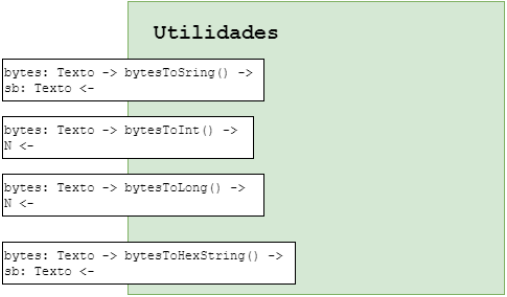 Utilidades
bytes: Texto -> bytesToSring() ->
sb: Texto <-
bytes: Texto -> bytesToInt() ->
N <-
bytes: Texto -> bytesToLong() ->
N <-
bytes: Texto -> bytesToHexString() ->
sb: Texto <-